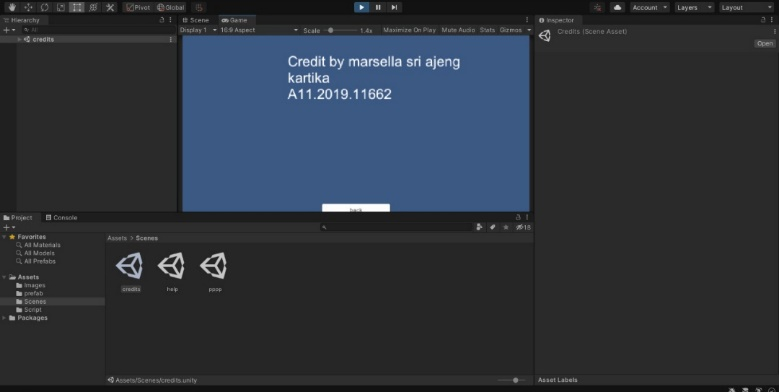 Pivot Global
Account Layers Layout
Hierarchy
Scene Game
Inspector
All
Display 1 16:9 Aspect Scale 1.4x Maximize On Play Mute Audio Stats Gizmos
credits
Credits (Scene Asset)
Open
Credit by marsella sri ajeng
kartika
A11.2019.11662
back
Project Console
18
Favorites
All Materials
All Models
All Prefabs
Assets
Images
prefab
Scenes
Script
Packages
Assets > Scenes
credits help
Assets/Scenes/credits.unity
Asset Labels